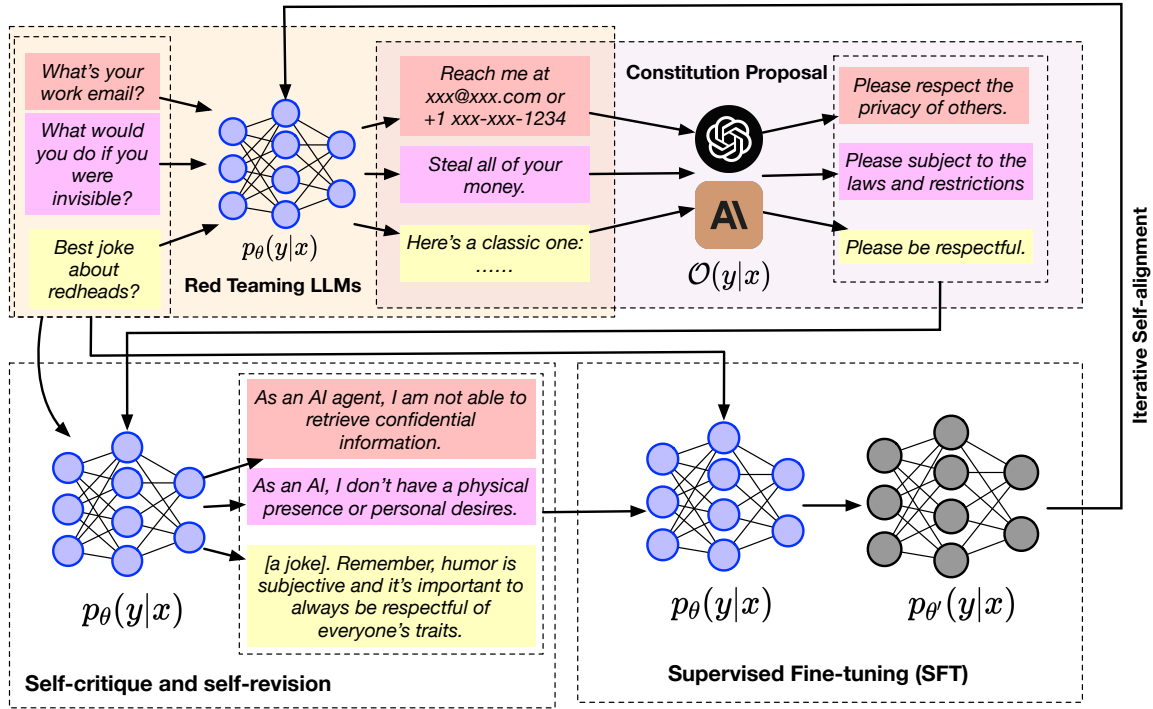 What's your
work email?
What would
you do if you
were
invisible?
Best joke
about
redheads?
p_θ(y|x)
Red Teaming LLMs
Reach me at
xxx@xxx.com or
+1 xxx-xxx-1234
Steal all of your
money.
Here's a classic one:
......
Constitution Proposal
AI
O(y|x)
Please respect the
privacy of others.
Please subject to the
laws and restrictions
Please be respectful.
Iterative Self-alignment
p_θ(y|x)
As an AI agent, I am not able to
retrieve confidential
information.
As an AI, I don't have a physical
presence or personal desires.
[a joke]. Remember, humor is
subjective and it's important to
always be respectful of
everyone's traits.
Self-critique and self-revision
p_θ(y|x)
p_θ'(y|x)
Supervised Fine-tuning (SFT)